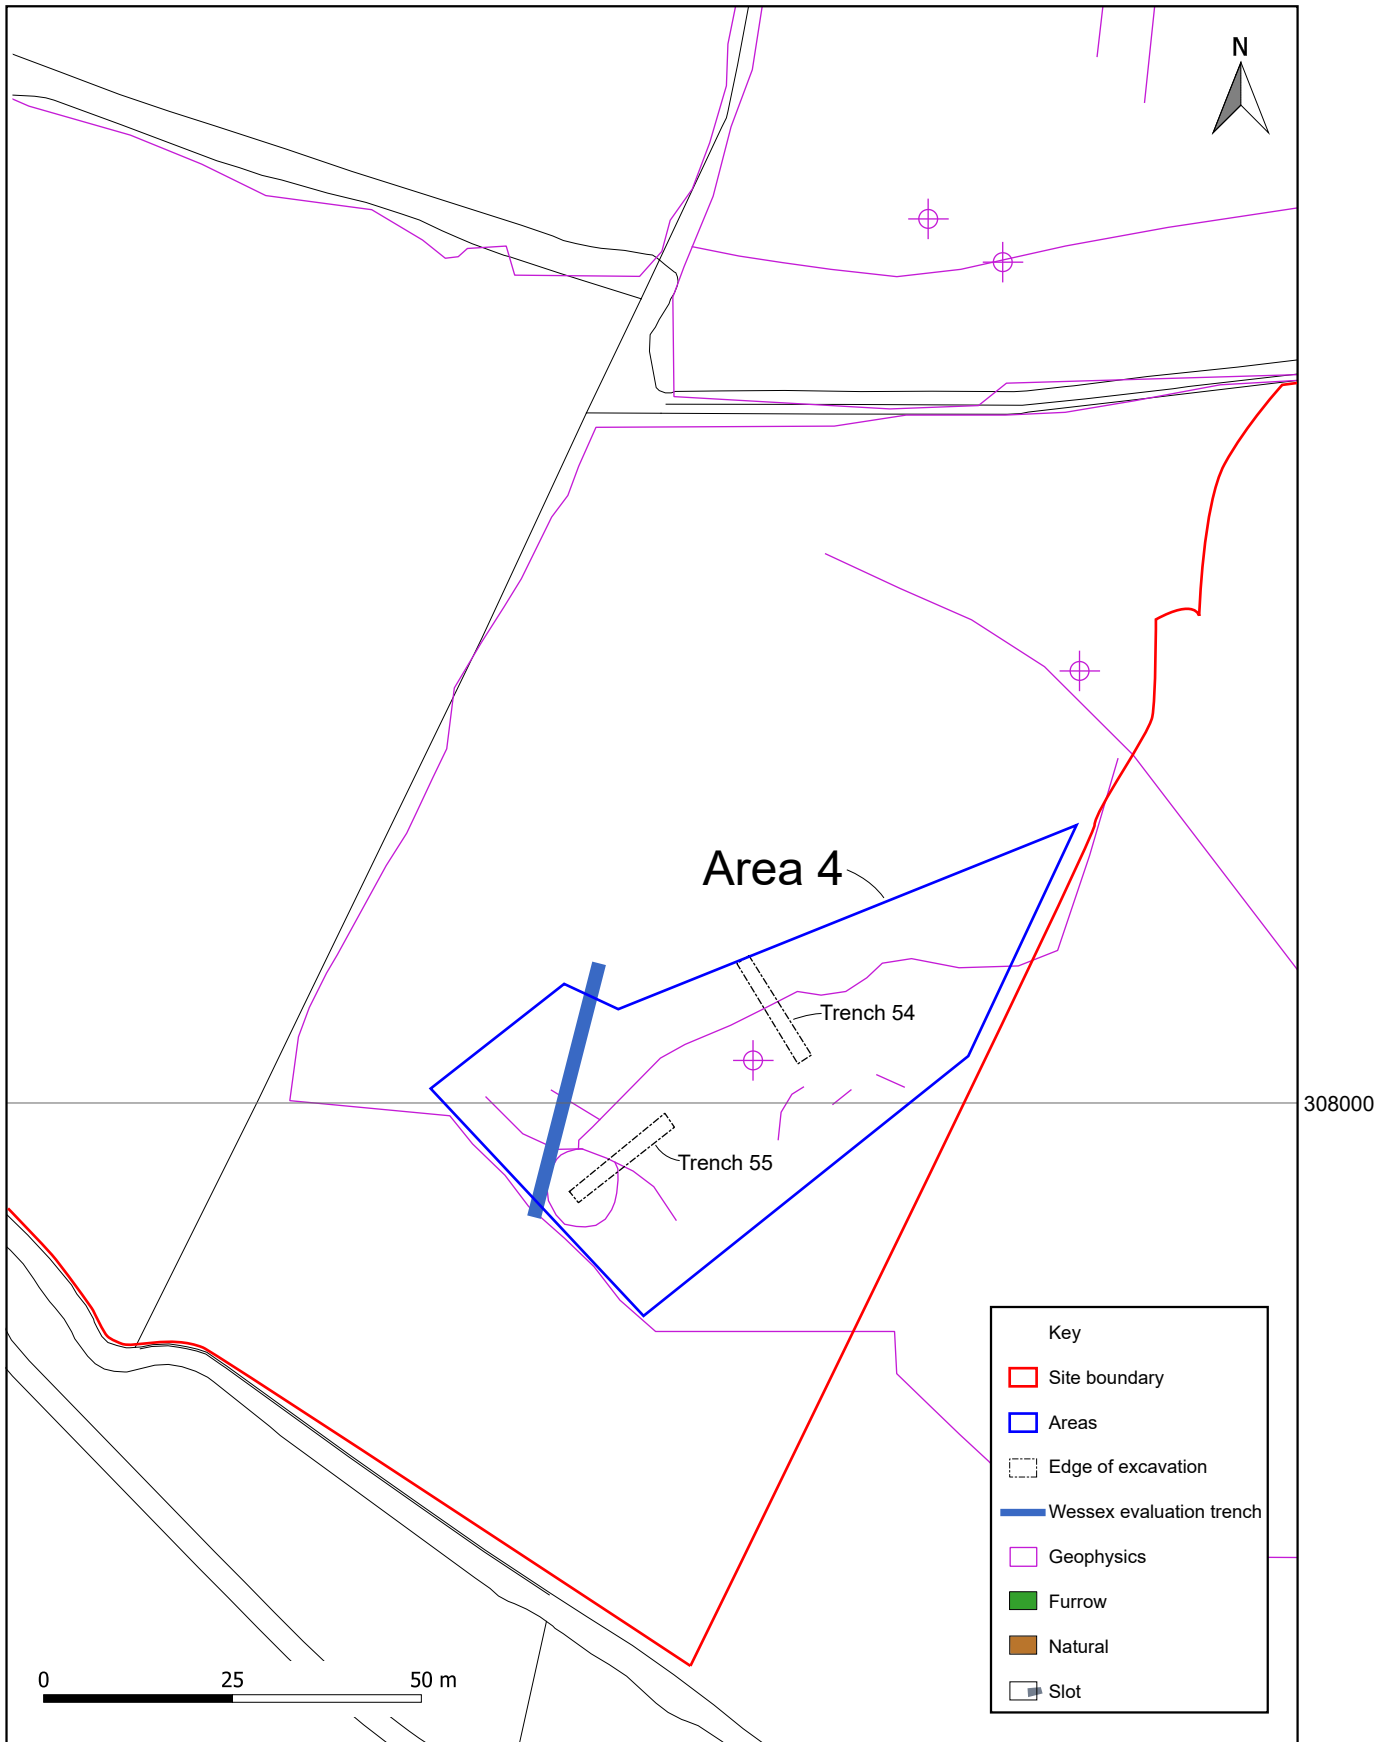 N
Area 4
Trench 54
308000
Trench 55
Key
Site boundary
Areas
Edge of excavation
Wessex evaluation trench
Geophysics
Furrow
Natural
Slot
0 25 50 m